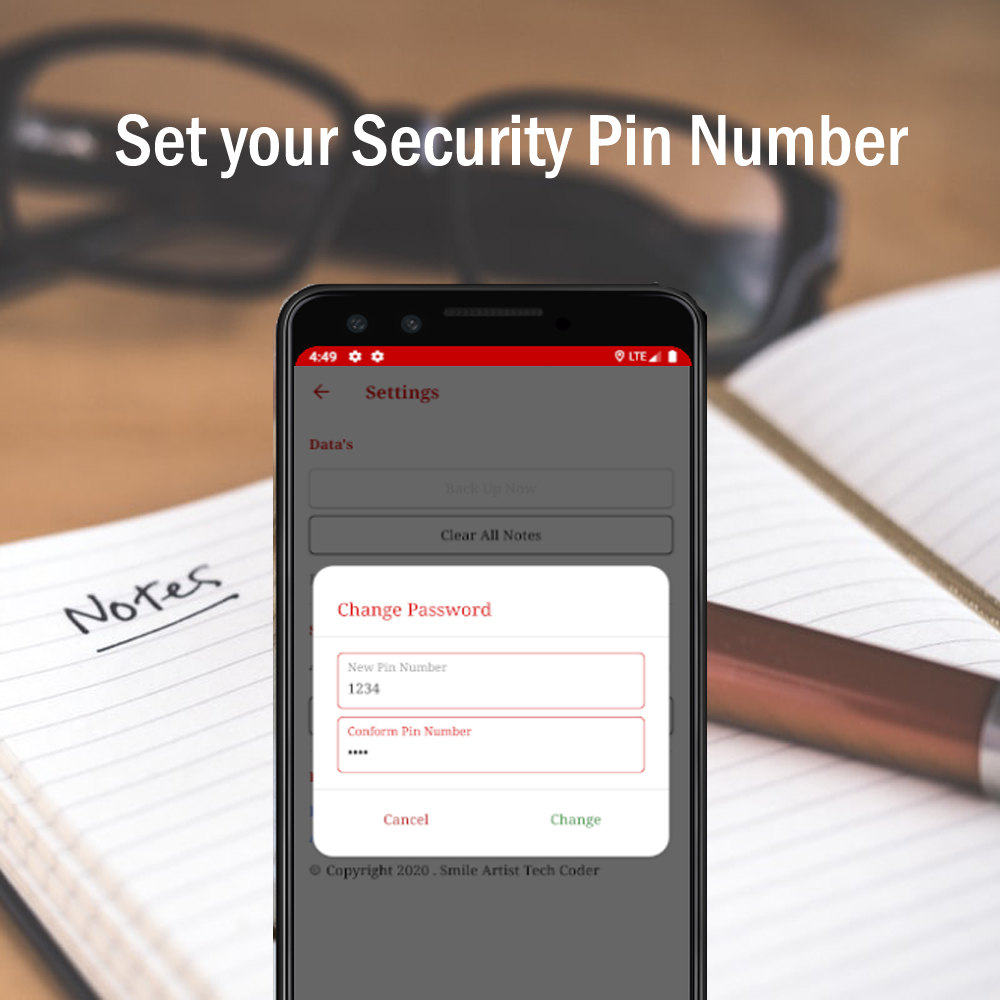 Set your Security Pin Number
4:49 LTE
Settings
Data's
Back Up Now
Clear All Notes
Notes
Change Password
New Pin Number
1234
Conform Pin Number
••••
Cancel Change
© Copyright 2020 . Smile Artist Tech Coder